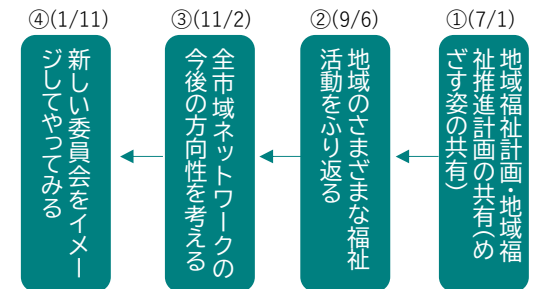 ①(7/1)
地域福祉計画・地域福
祉推進計画の共有（め
ざす姿の共有）
②(9/6)
地域のさまざまな福祉
活動をふり返る
③(11/2)
全市域ネットワークの
今後の方向性を考える
④(1/11)
新しい委員会をイメー
ジしてやってみる